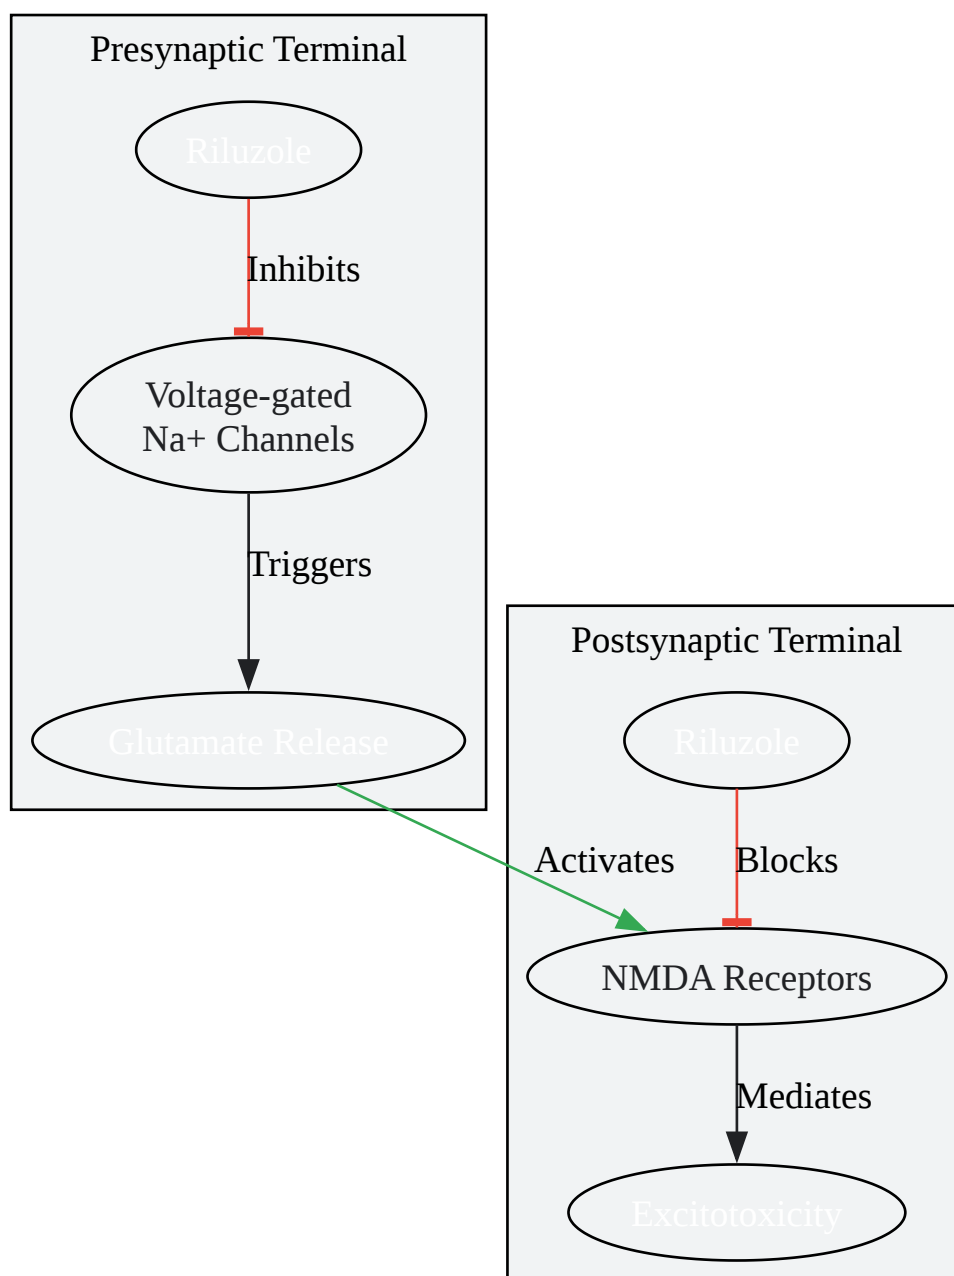 Presynaptic Terminal
Riluzole
Inhibits
Voltage-gated
Na+ Channels
Triggers
Glutamate Release
Postsynaptic Terminal
Riluzole
Activates
Blocks
NMDA Receptors
Mediates
Excitotoxicity